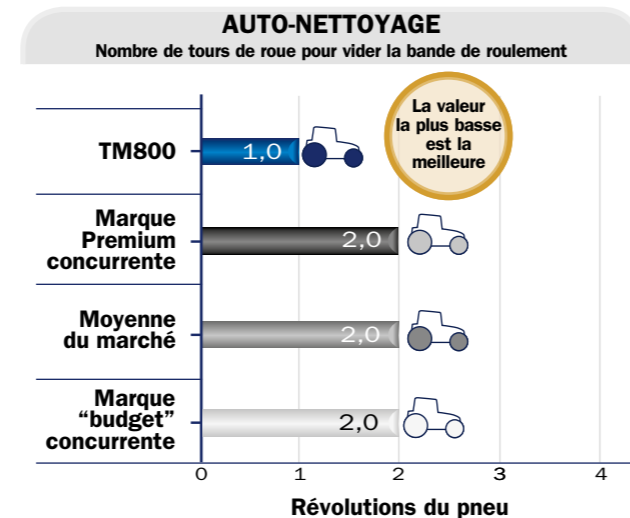 AUTO-NETTOYAGE
Nombre de tours de roue pour vider la bande de roulement
La valeur
la plus basse
est la
meilleure
TM800
1,0
Marque
Premium
concurrente
2,0
Moyenne
du marché
2,0
Marque
“budget”
concurrente
2,0
0 1 2 3 4
Révolutions du pneu